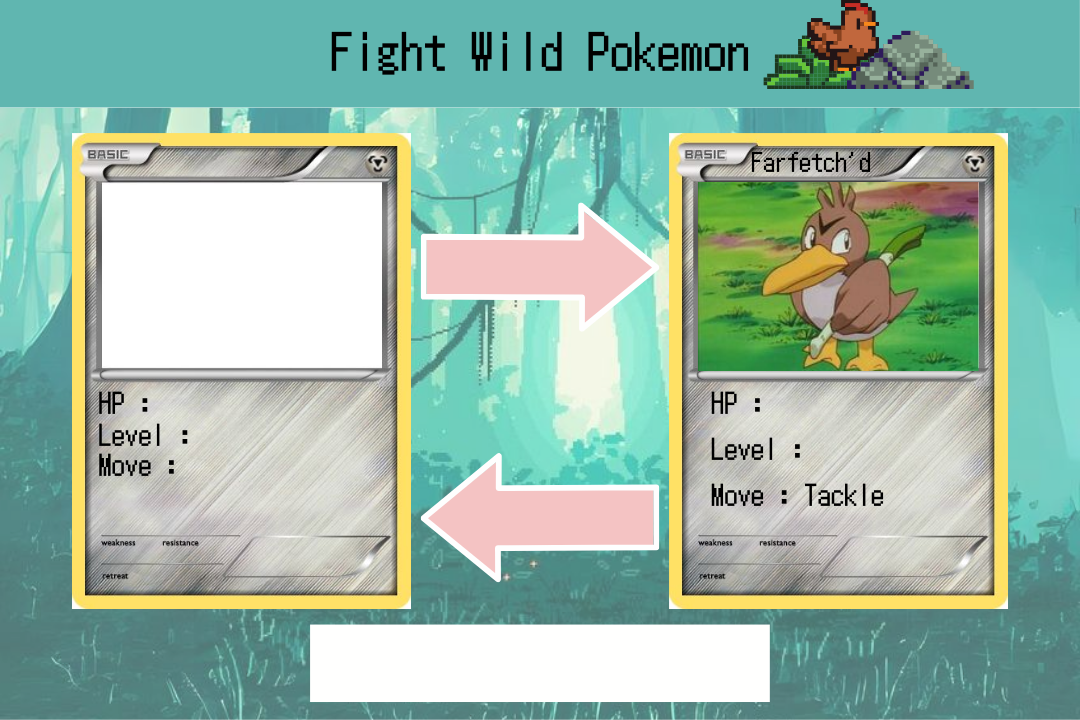 Fight Wild Pokemon
BASIC
HP :
Level :
Move :
weakness resistance
retreat
BASIC Farfetch'd
HP :
Level :
Move : Tackle
weakness resistance
retreat